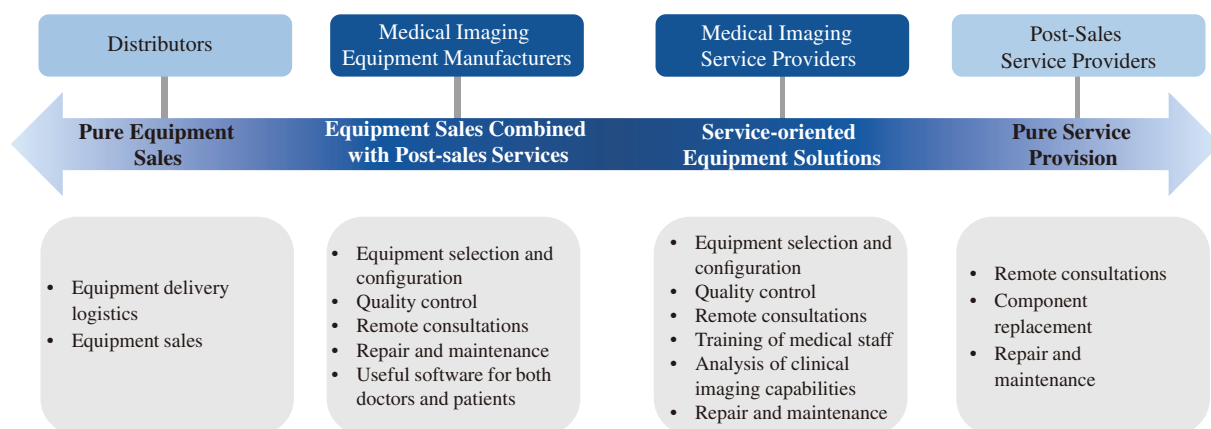 Distributors
Medical Imaging
Equipment Manufacturers
Medical Imaging
Service Providers
Post-Sales
Service Providers
Pure Equipment
Sales
Equipment Sales Combined
with Post-sales Services
Service-oriented
Equipment Solutions
Pure Service
Provision
• Equipment delivery
logistics
• Equipment sales
• Equipment selection and
configuration
• Quality control
• Remote consultations
• Repair and maintenance
• Useful software for both
doctors and patients
• Equipment selection and
configuration
• Quality control
• Remote consultations
• Training of medical staff
• Analysis of clinical
imaging capabilities
• Repair and maintenance
• Remote consultations
• Component
replacement
• Repair and
maintenance